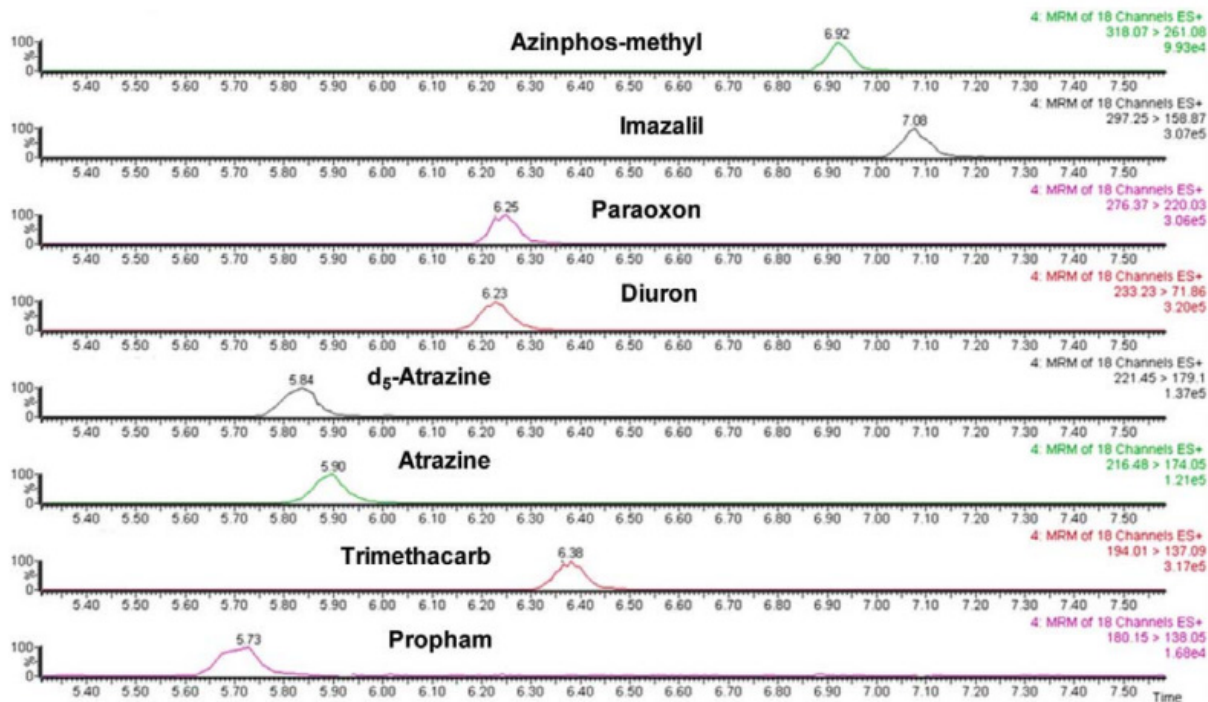 4: MRM of 18 Channels ES+
318.07 > 261.08
9.93e4
Azinphos-methyl
6.92
100
%
0
5.40 5.50 5.60 5.70 5.80 5.90 6.00 6.10 6.20 6.30 6.40 6.50 6.60 6.70 6.80 6.90 7.00 7.10 7.20 7.30 7.40 7.50
4: MRM of 18 Channels ES+
297.25 > 158.87
3.07e5
Imazalil
7.08
100
%
0
5.40 5.50 5.60 5.70 5.80 5.90 6.00 6.10 6.20 6.30 6.40 6.50 6.60 6.70 6.80 6.90 7.00 7.10 7.20 7.30 7.40 7.50
4: MRM of 18 Channels ES+
276.37 > 220.03
3.06e5
Paraoxon
6.25
100
%
0
5.40 5.50 5.60 5.70 5.80 5.90 6.00 6.10 6.20 6.30 6.40 6.50 6.60 6.70 6.80 6.90 7.00 7.10 7.20 7.30 7.40 7.50
4: MRM of 18 Channels ES+
233.23 > 71.86
3.20e5
Diuron
6.23
100
%
0
5.40 5.50 5.60 5.70 5.80 5.90 6.00 6.10 6.20 6.30 6.40 6.50 6.60 6.70 6.80 6.90 7.00 7.10 7.20 7.30 7.40 7.50
4: MRM of 18 Channels ES+
221.45 > 179.1
1.37e5
d₅-Atrazine
5.84
100
%
0
5.40 5.50 5.60 5.70 5.80 5.90 6.00 6.10 6.20 6.30 6.40 6.50 6.60 6.70 6.80 6.90 7.00 7.10 7.20 7.30 7.40 7.50
4: MRM of 18 Channels ES+
216.48 > 174.05
1.21e5
Atrazine
5.90
100
%
0
5.40 5.50 5.60 5.70 5.80 5.90 6.00 6.10 6.20 6.30 6.40 6.50 6.60 6.70 6.80 6.90 7.00 7.10 7.20 7.30 7.40 7.50
4: MRM of 18 Channels ES+
194.01 > 137.09
3.17e5
Trimethacarb
6.38
100
%
0
5.40 5.50 5.60 5.70 5.80 5.90 6.00 6.10 6.20 6.30 6.40 6.50 6.60 6.70 6.80 6.90 7.00 7.10 7.20 7.30 7.40 7.50
4: MRM of 18 Channels ES+
180.15 > 138.05
1.68e4
Propham
5.73
100
%
0
5.40 5.50 5.60 5.70 5.80 5.90 6.00 6.10 6.20 6.30 6.40 6.50 6.60 6.70 6.80 6.90 7.00 7.10 7.20 7.30 7.40 7.50 Time